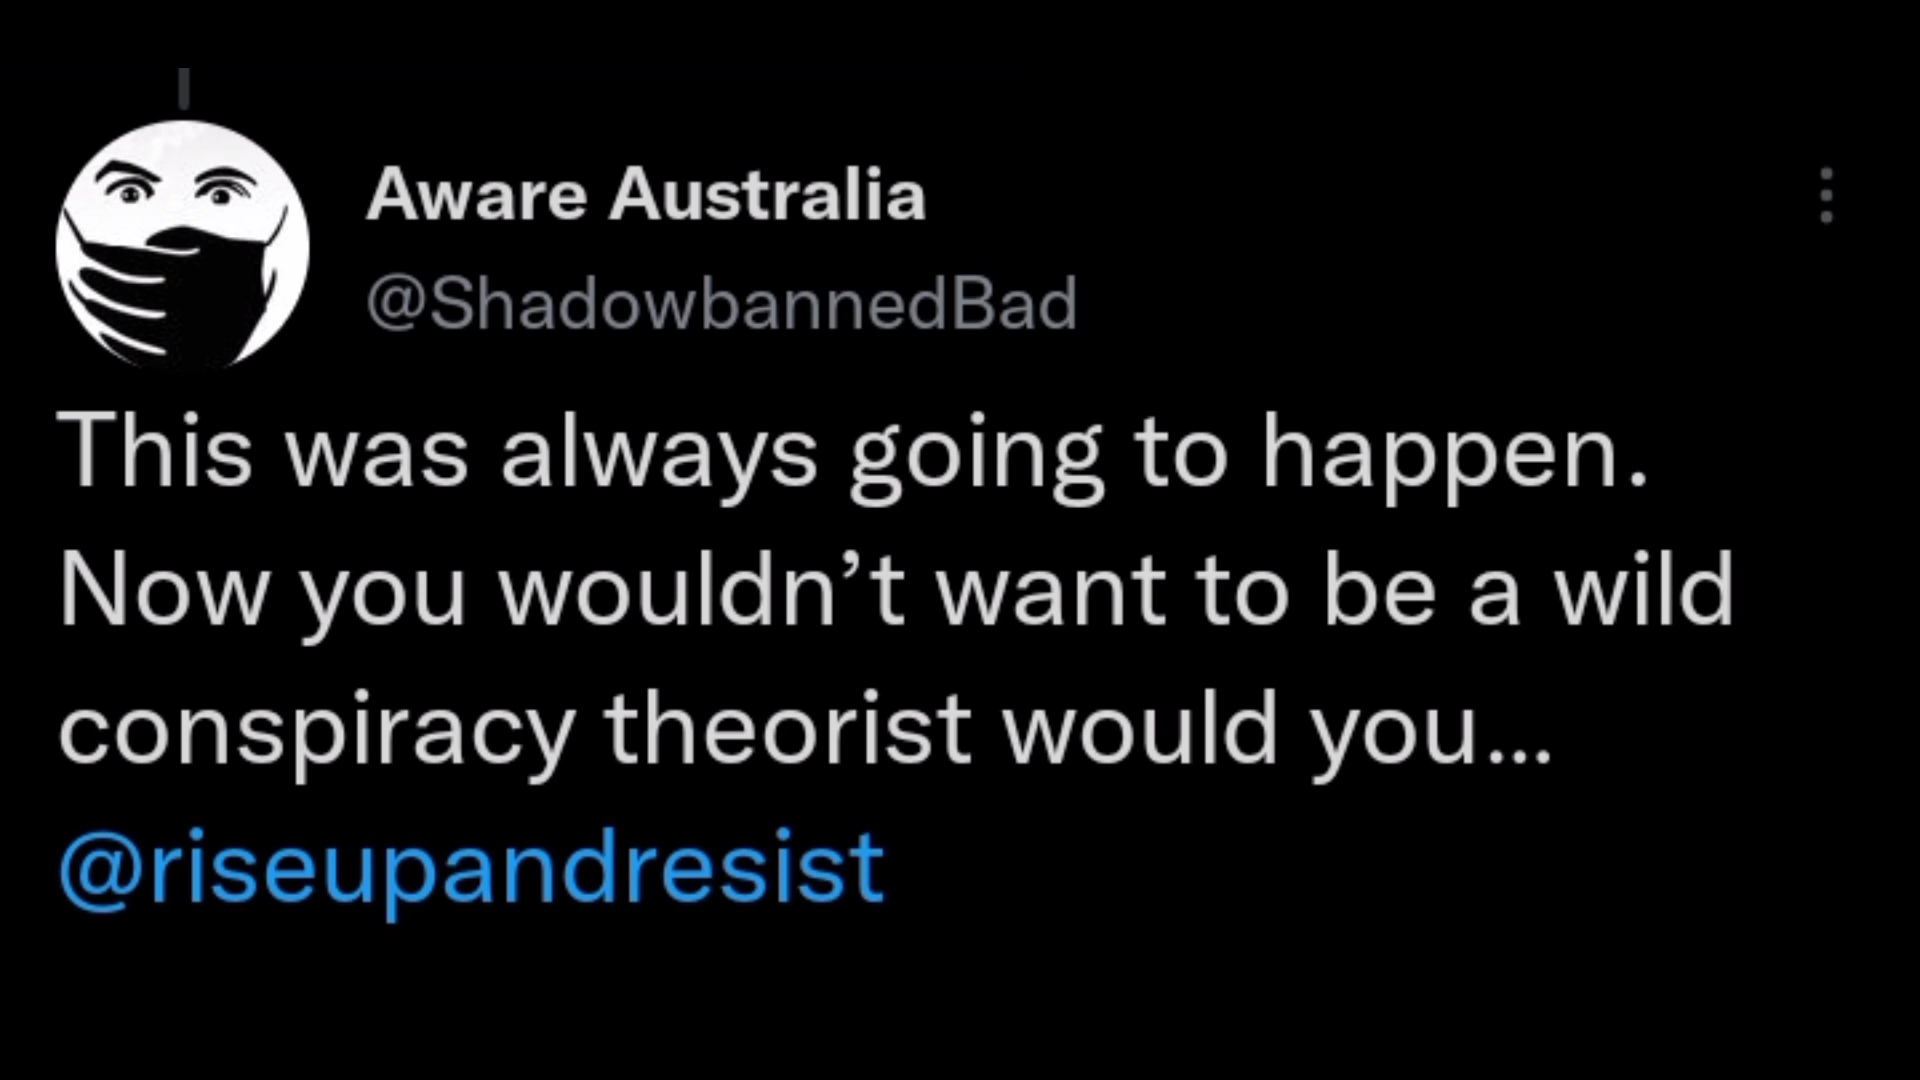 Aware Australia
@ShadowbannedBad
This was always going to happen.
Now you wouldn’t want to be a wild
conspiracy theorist would you...
@riseupandresist